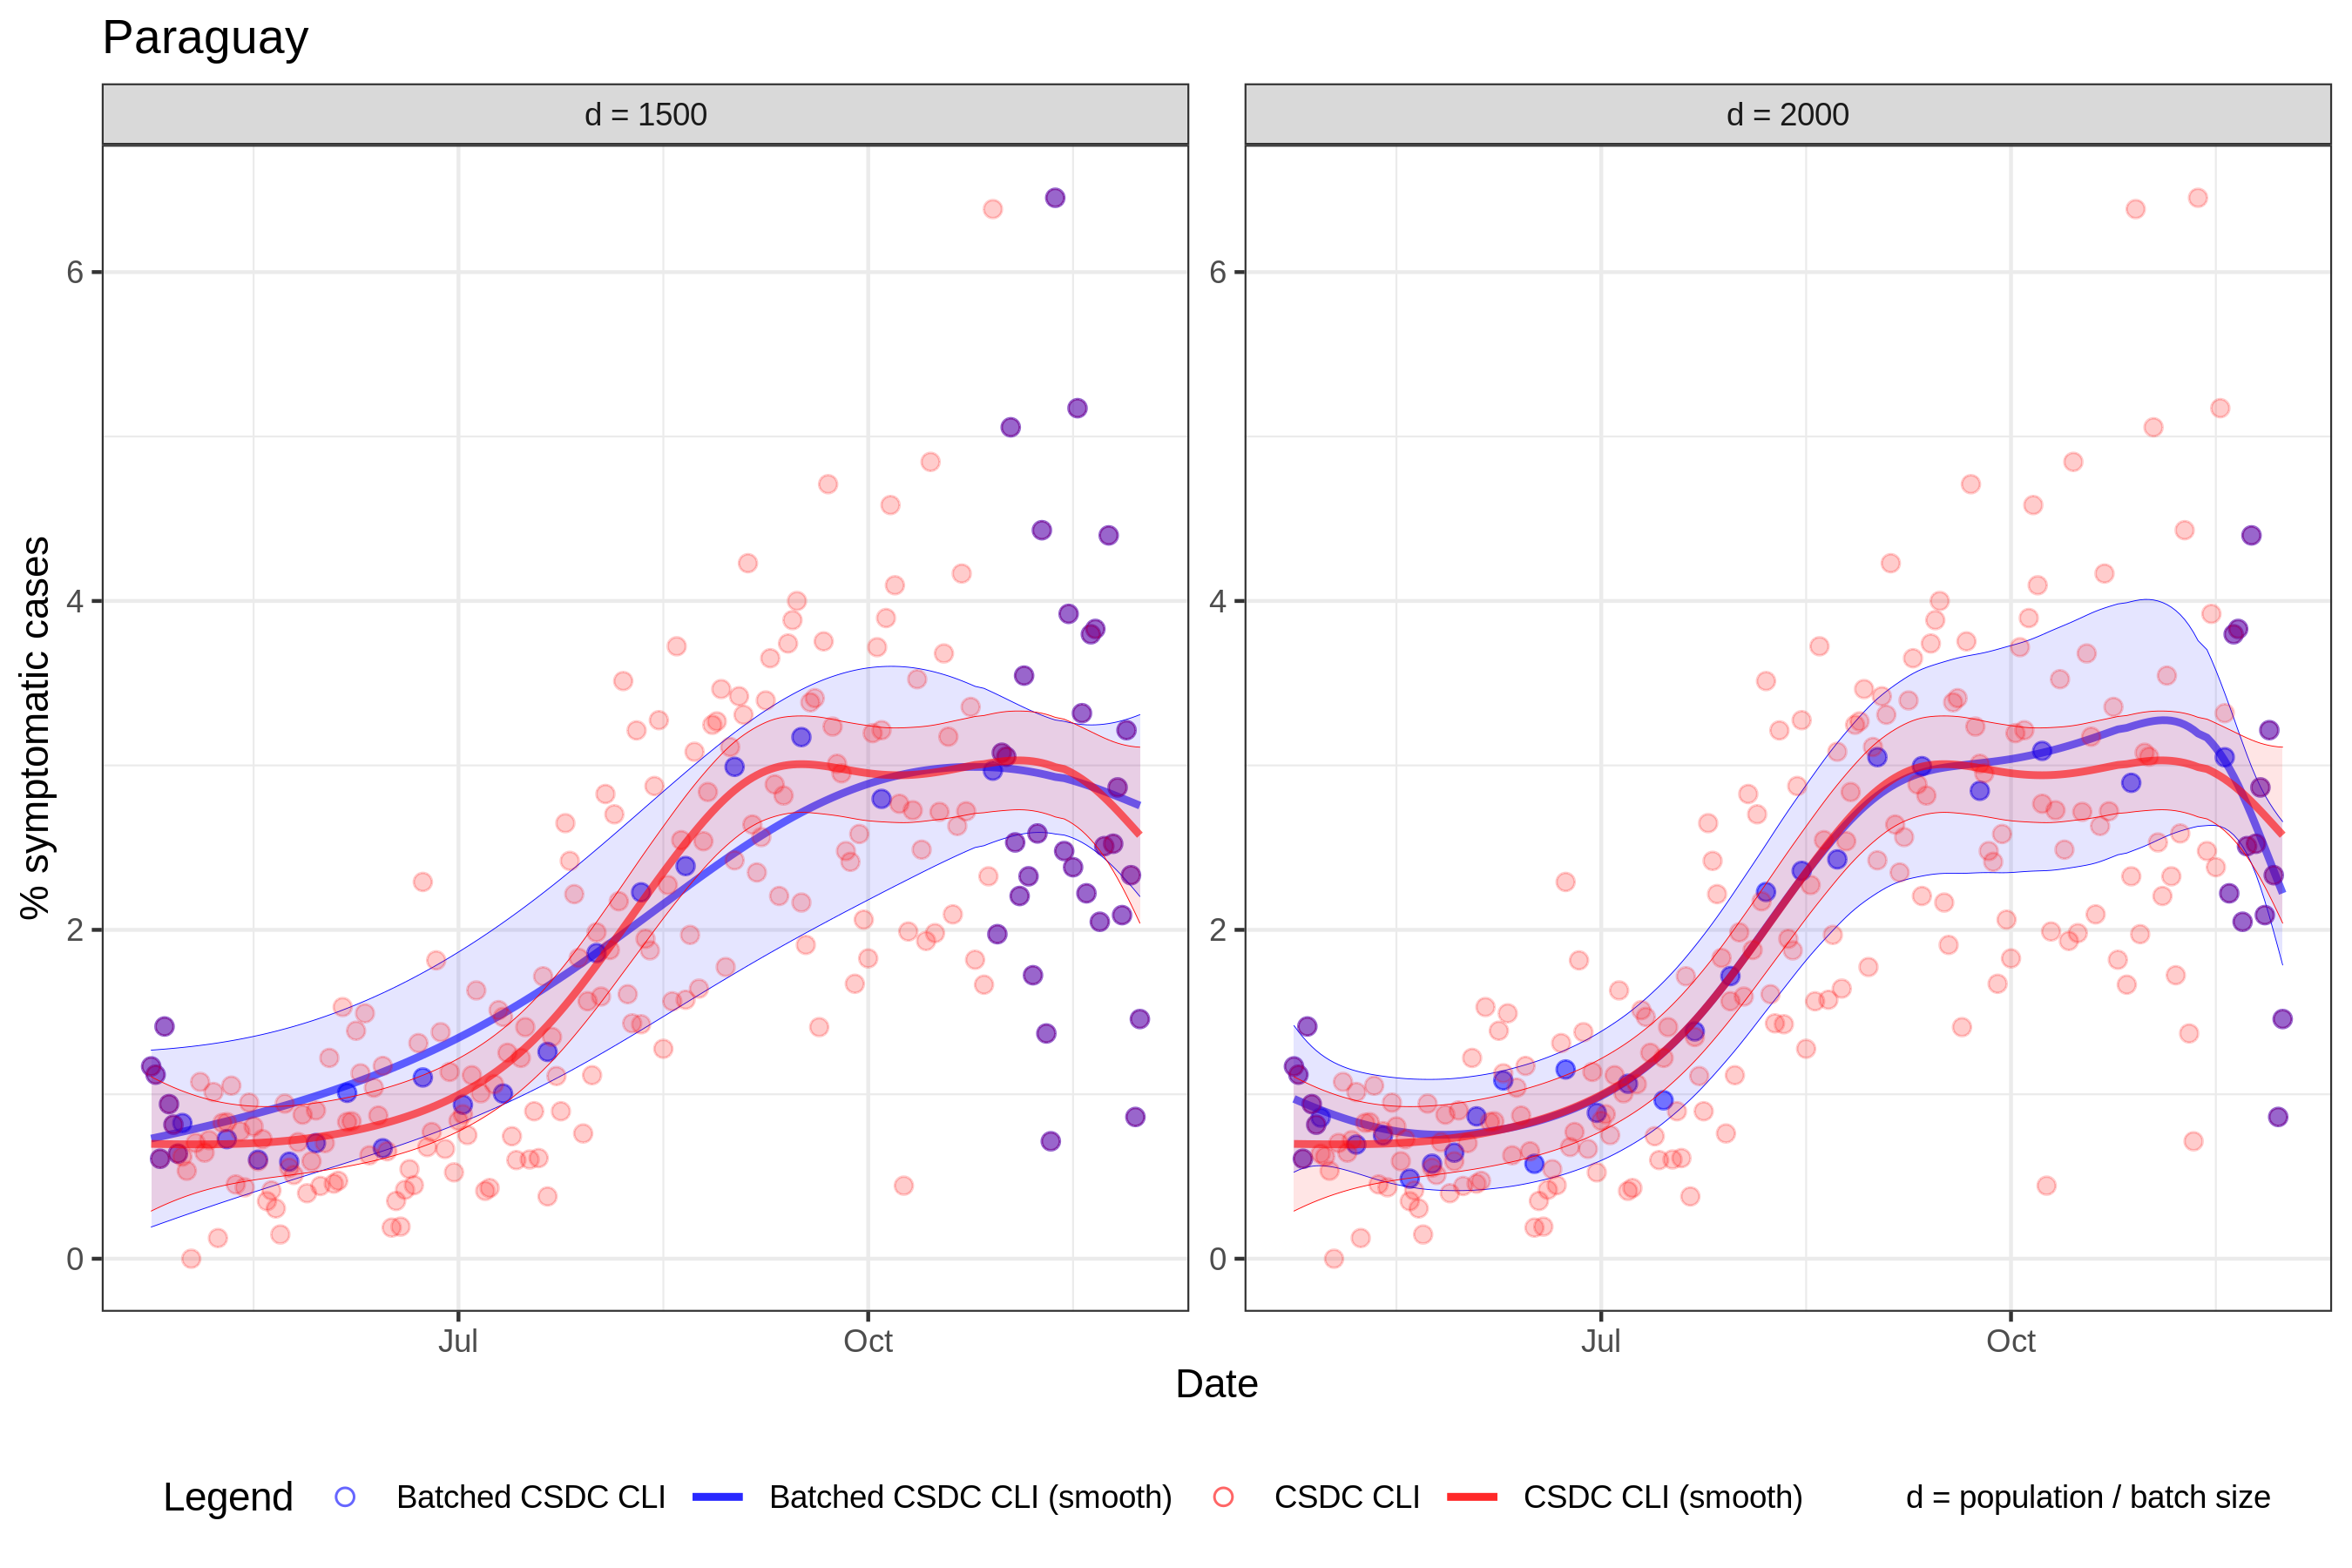 Paraguay
d = 1500
d = 2000
% symptomatic cases
6
4
2
0
6
4
2
0
Jul
Oct
Jul
Oct
Date
Legend
Batched CSDC CLI
Batched CSDC CLI (smooth)
CSDC CLI
CSDC CLI (smooth)
d = population / batch size